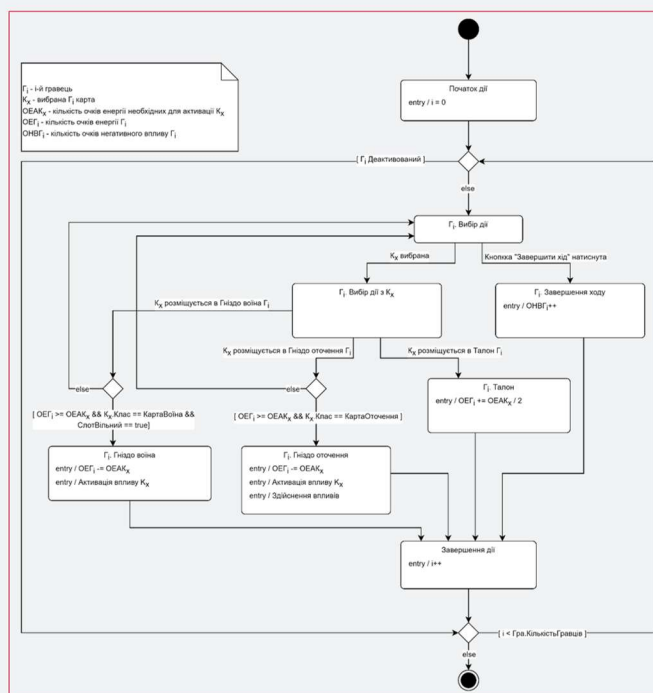 Гᵢ - і-й гравець
Kₓ - вибрана Гᵢ карта
ОЕАКₓ - кількість очків енергії необхідних для активації Kₓ
ОЕГᵢ - кількість очків енергії Гᵢ
ОНВГᵢ - кількість очків негативного впливу Гᵢ
Початок дії
entry / i = 0
[ Гᵢ Деактивований ]
else
Гᵢ. Вибір дії
Kₓ вибрана
Кнопкка "Завершити хід" натиснута
Гᵢ. Вибір дії з Kₓ
Гᵢ. Завершення ходу
entry / ОНВГᵢ++
Kₓ розміщується в Гніздо воїна Гᵢ
Kₓ розміщується в Гніздо оточення Гᵢ
Kₓ розміщується в Талон Гᵢ
else
else
Гᵢ. Талон
entry / ОЕГᵢ += ОЕАКₓ / 2
[ ОЕГᵢ >= ОЕАКₓ && Kₓ.Клас == КартаВоїна &&
СлотВільний == true]
[ ОЕГᵢ >= ОЕАКₓ && Kₓ.Клас == КартаОточення ]
Гᵢ. Гніздо воїна
entry / ОЕГᵢ -= ОЕАКₓ
entry / Активація впливу Kₓ
Гᵢ. Гніздо оточення
entry / ОЕГᵢ -= ОЕАКₓ
entry / Активація впливу Kₓ
entry / Здійснення впливів
Завершення дії
entry / i++
[ i < Гра.КількістьГравців ]
else